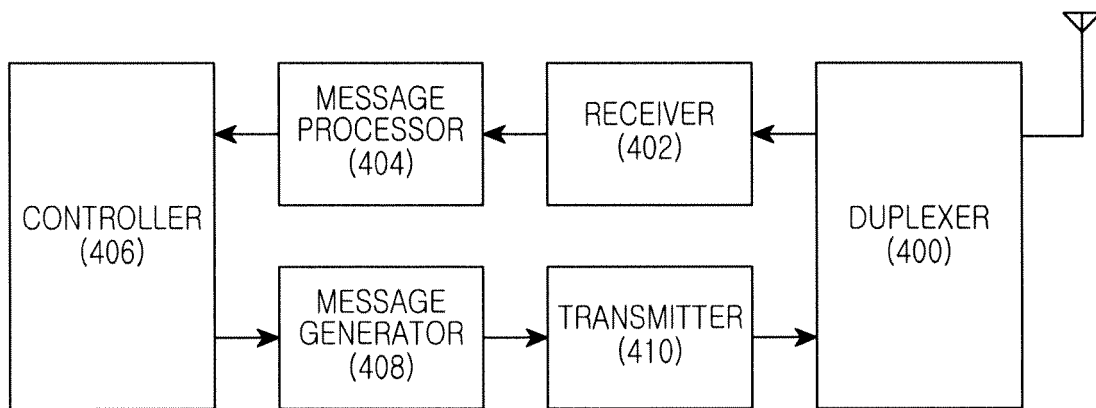 CONTROLLER
(406)
MESSAGE
PROCESSOR
(404)
RECEIVER
(402)
DUPLEXER
(400)
MESSAGE
GENERATOR
(408)
TRANSMITTER
(410)